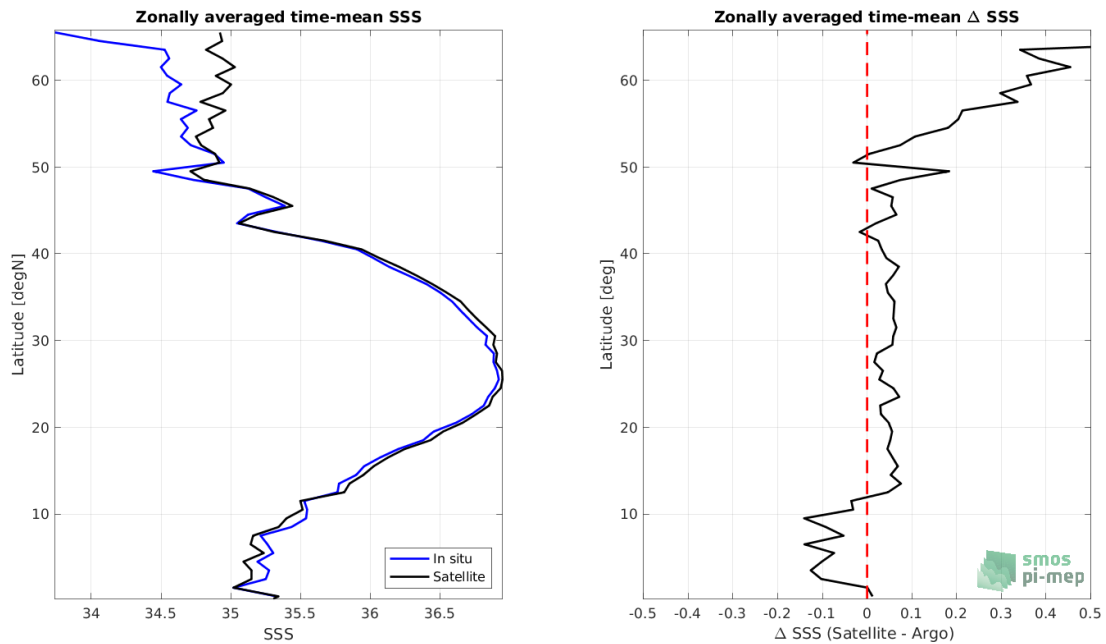 Zonally averaged time-mean SSS
60
50
40
30
20
10
Latitude [degN]
34
34.5
35
35.5
36
36.5
SSS
In situ
Satellite
Zonally averaged time-mean Δ SSS
60
50
40
30
20
10
Latitude [deg]
-0.5
-0.4
-0.3
-0.2
-0.1
0
0.1
0.2
0.3
0.4
0.5
Δ SSS (Satellite - Argo)
smos
pi-mep